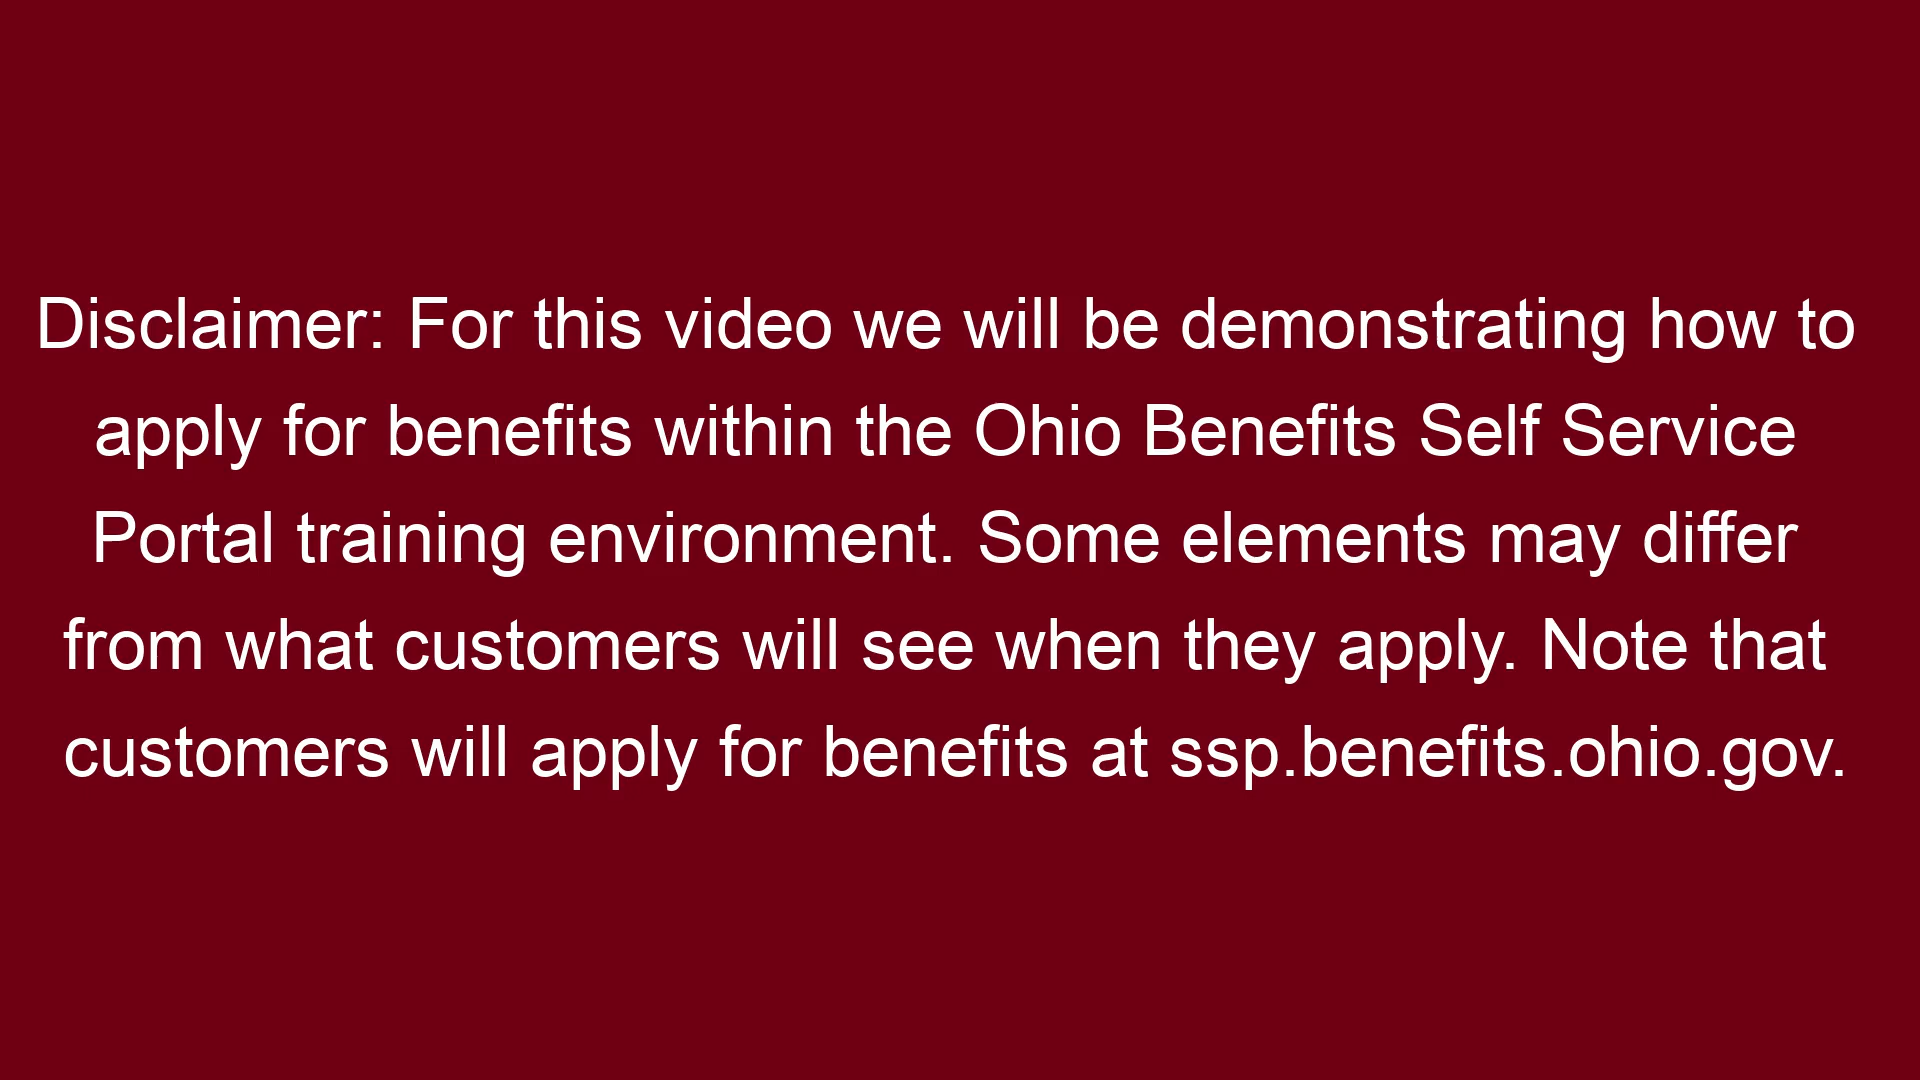 Disclaimer: For this video we will be demonstrating how to
apply for benefits within the Ohio Benefits Self Service
Portal training environment. Some elements may differ
from what customers will see when they apply. Note that
customers will apply for benefits at ssp.benefits.ohio.gov.